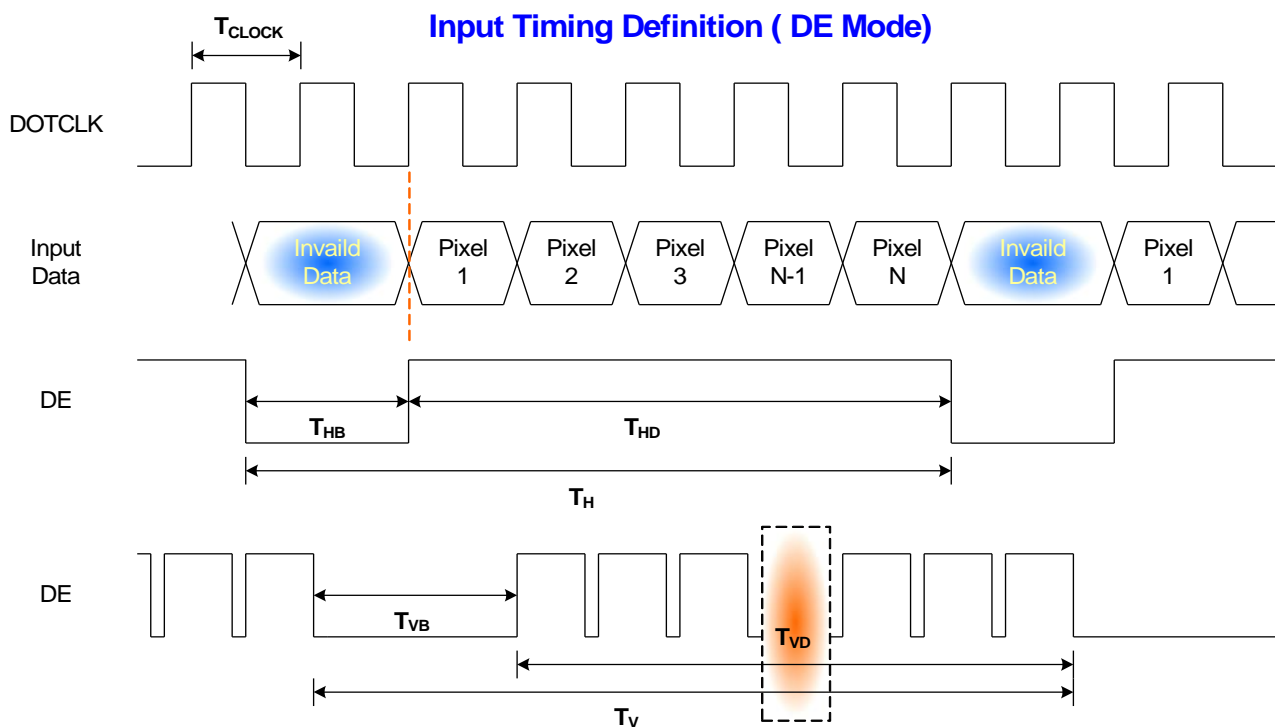 Input Timing Definition ( DE Mode)
TCLOCK
DOTCLK
Input
Data
Invaild
Data
Pixel
1
Pixel
2
Pixel
3
Pixel
N-1
Pixel
N
Invaild
Data
Pixel
1
DE
THB
THD
TH
DE
TVB
TVD
TV